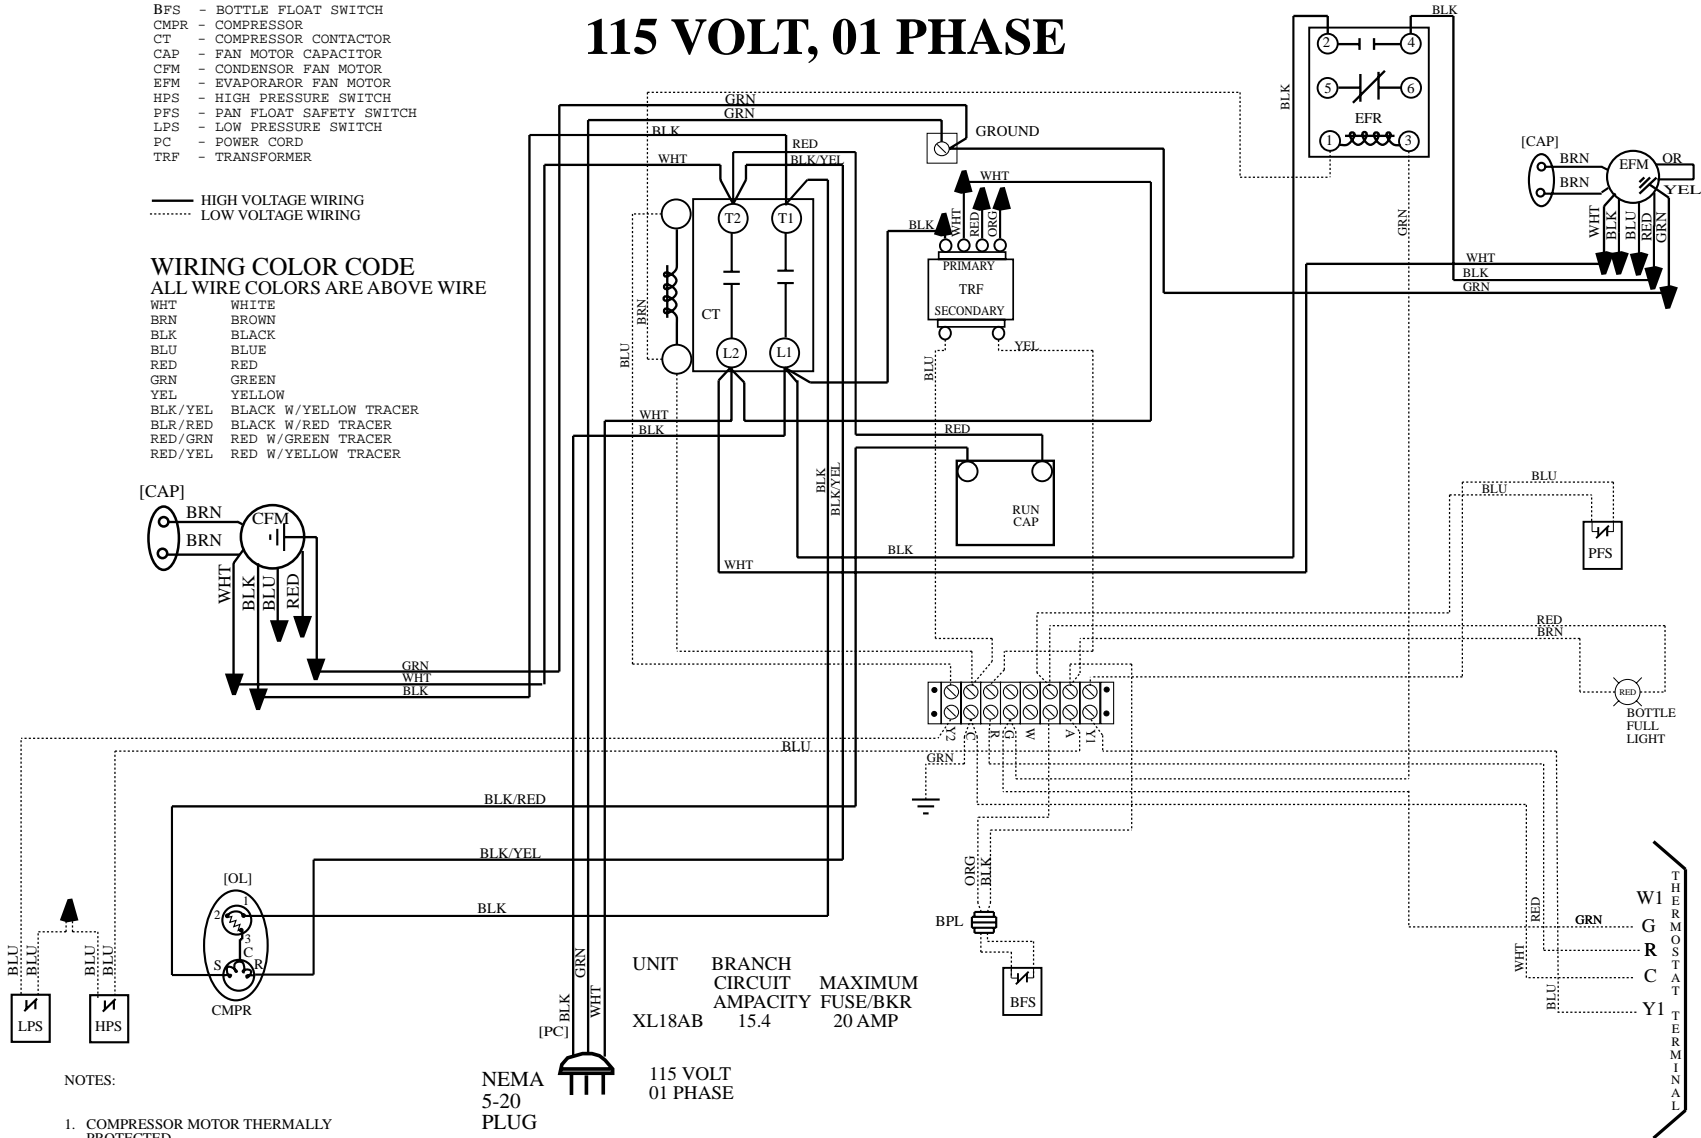 115 VOLT, 01 PHASE
BFS - BOTTLE FLOAT SWITCH
CMPR - COMPRESSOR
CT - COMPRESSOR CONTACTOR
CAP - FAN MOTOR CAPACITOR
CFM - CONDENSOR FAN MOTOR
EFM - EVAPORAROR FAN MOTOR
HPS - HIGH PRESSURE SWITCH
PFS - PAN FLOAT SAFETY SWITCH
LPS - LOW PRESSURE SWITCH
PC - POWER CORD
TRF - TRANSFORMER
HIGH VOLTAGE WIRING
LOW VOLTAGE WIRING
WIRING COLOR CODE
ALL WIRE COLORS ARE ABOVE WIRE
WHT WHITE
BRN BROWN
BLK BLACK
BLU BLUE
RED RED
GRN GREEN
YEL YELLOW
BLK/YEL BLACK W/YELLOW TRACER
BLR/RED BLACK W/RED TRACER
RED/GRN RED W/GREEN TRACER
RED/YEL RED W/YELLOW TRACER
GRN
GRN
BLK
RED
WHT
BLK/YEL
GROUND
WHT
BLK
WHT
RED
ORG
PRIMARY
TRF
SECONDARY
BLU
YEL
T2
T1
CT
L2
L1
BRN
BLU
WHT
BLK
RED
BLK
BLK/YEL
RUN
CAP
BLK
WHT
BLK
BLK
2
4
5
6
EFR
1
3
GRN
[CAP]
BRN
BRN
EFM
OR
YEL
WHT
BLK
BLU
RED
GRN
WHT
BLK
GRN
[CAP]
BRN
BRN
CFM
WHT
BLK
BLU
RED
GRN
WHT
BLK
BLU
BLU
PFS
RED
BRN
RED
BOTTLE
FULL
LIGHT
Y2
C
R
G
W
A
Y1
BLU
GRN
BLK/RED
BLK/YEL
BLK
[OL]
1
2
3
C
S
R
CMPR
BLU
BLU
BLU
BLU
LPS
HPS
ORG
BLK
BPL
BFS
GRN
BLK
WHT
[PC]
UNIT BRANCH
CIRCUIT MAXIMUM
AMPACITY FUSE/BKR
XL18AB 15.4 20 AMP
NEMA
5-20
PLUG
115 VOLT
01 PHASE
RED
WHT
BLU
GRN
W1
G
R
C
Y1
THERMOSTAT TERMINAL
NOTES:
1. COMPRESSOR MOTOR THERMALLY
PROTECTED